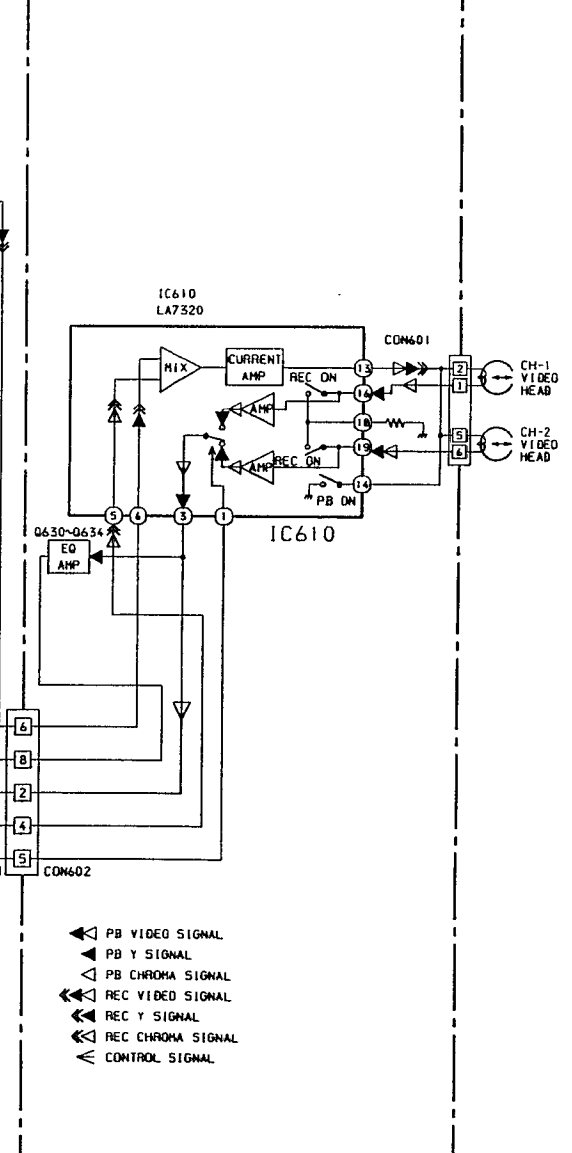 IC610
LA7320
CON601
MIX
CURRENT
AMP
REC ON
13
16
18
19
14
AMP
AMP
REC ON
PB ON
2
1
5
6
CH-1
VIDEO
HEAD
CH-2
VIDEO
HEAD
5
6
3
1
IC610
Q630~Q634
EQ
AMP
6
8
2
4
5
CON602
PB VIDEO SIGNAL
PB Y SIGNAL
PB CHROMA SIGNAL
REC VIDEO SIGNAL
REC Y SIGNAL
REC CHROMA SIGNAL
CONTROL SIGNAL